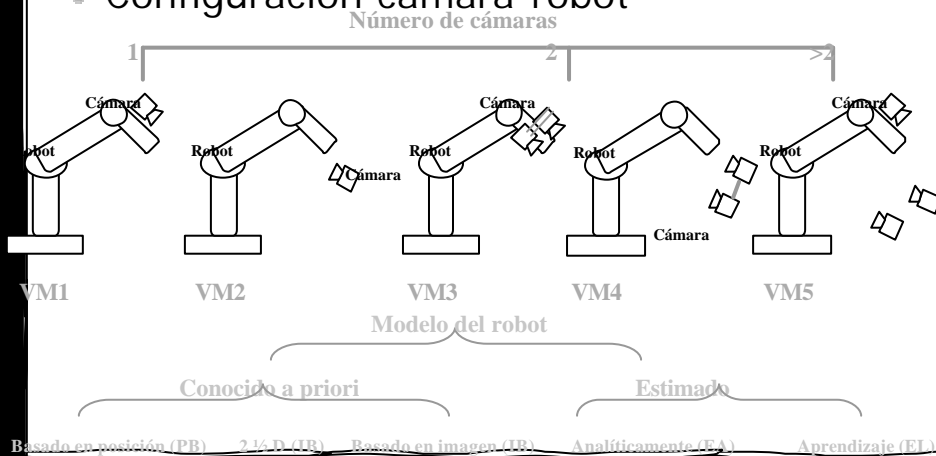 Configuración cámara-robot
Número de cámaras
1 2 >2
Cámara Cámara Cámara
Robot Robot Robot Robot Robot
Cámara
Cámara
VM1 VM2 VM3 VM4 VM5
Modelo del robot
Conocido a priori Estimado
Basado en posición (PB) 2 ½ D (IB) Basado en imagen (IB) Analíticamente (EA) Aprendizaje (EL)